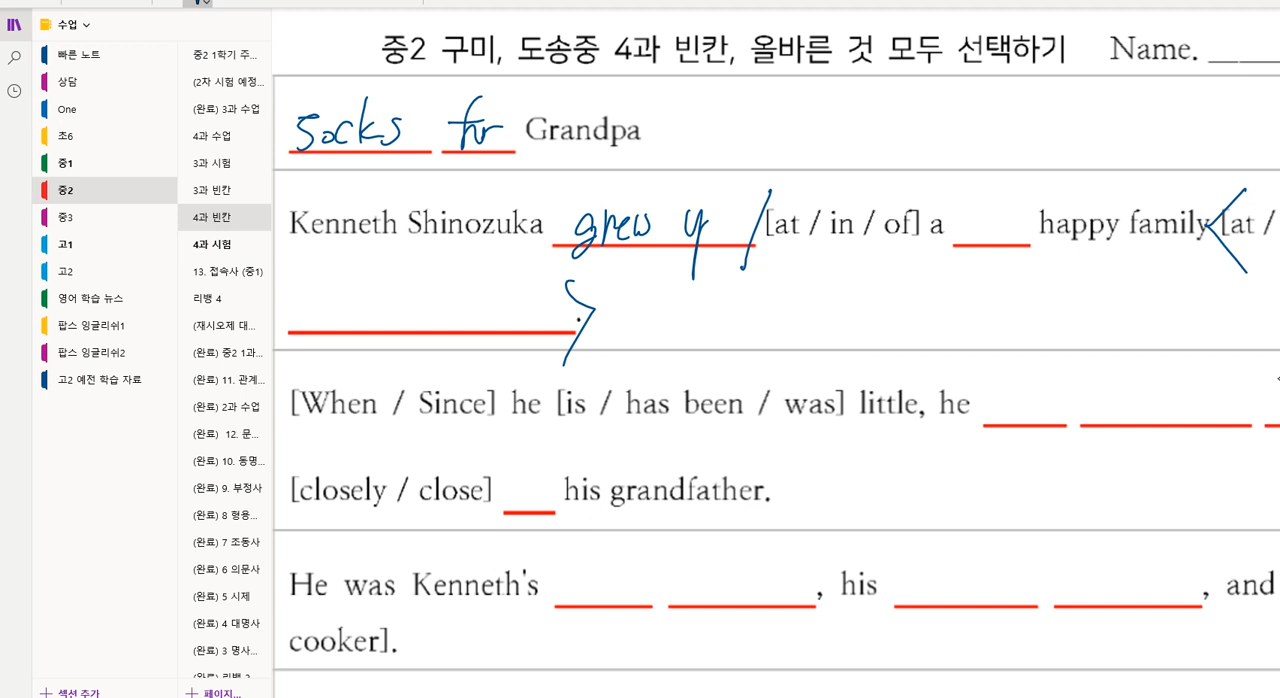 수업
빠른 노트
상담
One
초6
중1
중2
중3
고1
고2
영어 학습 뉴스
팝스 잉글리쉬1
팝스 잉글리쉬2
고2 예전 학습 자료
섹션 추가
중2 1학기 주...
(2차 시험 예정...
(완료) 3과 수업
4과 수업
3과 시험
3과 빈칸
4과 빈칸
4과 시험
13. 접속사 (중1)
리뱅 4
(재시오제 대...
(완료) 중2 1과...
(완료) 11. 관계...
(완료) 2과 수업
(완료) 12. 문...
(완료) 10. 동명...
(완료) 9. 부정사
(완료) 8 형용...
(완료) 7 조동사
(완료) 6 의문사
(완료) 5 시제
(완료) 4 대명사
(완료) 3 명사...
페이지...
중2 구미, 도송중 4과 빈칸, 올바른 것 모두 선택하기 Name.
socks for Grandpa
Kenneth Shinozuka grew up / [at / in / of] a happy family [at /
.
[When / Since] he [is / has been / was] little, he
[closely / close] his grandfather.
He was Kenneth's , his , and
cooker].